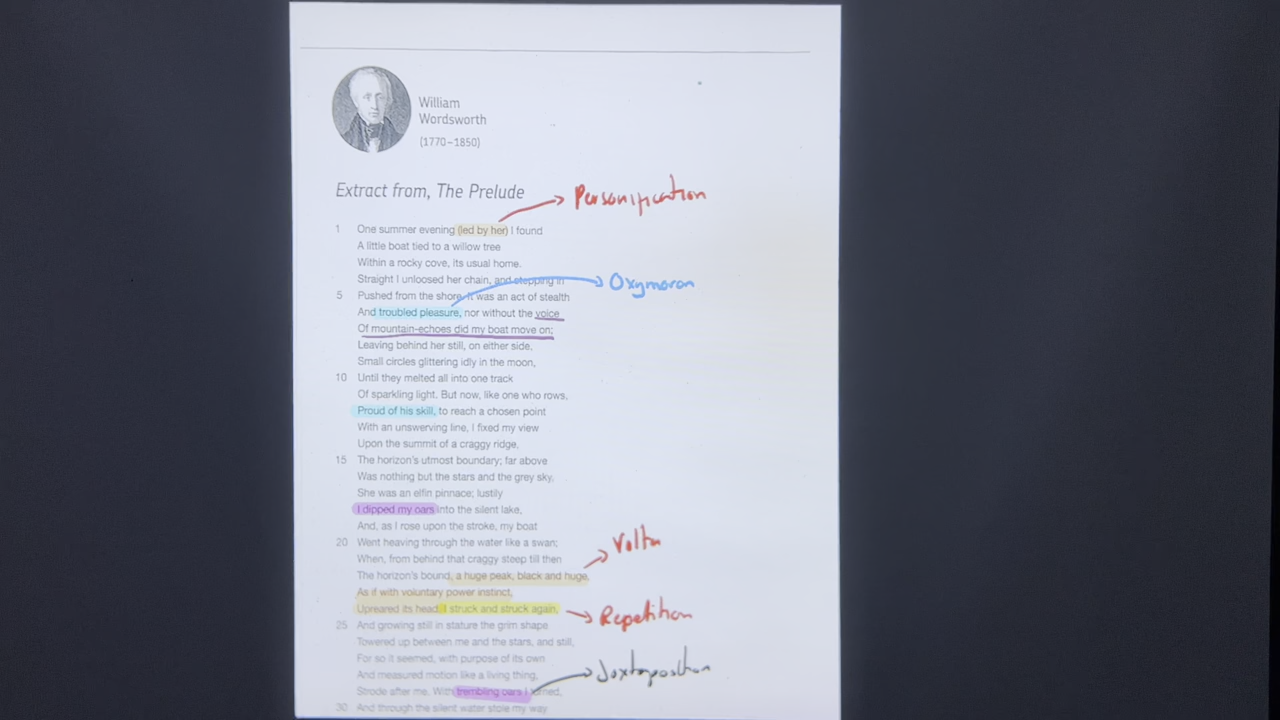 William
Wordsworth
(1770–1850)
Extract from, The Prelude
Personification
1 One summer evening (led by her) I found
A little boat tied to a willow tree
Within a rocky cove, its usual home.
Straight I unloosed her chain, and stepping in
Oxymoron
5 Pushed from the shore. It was an act of stealth
And troubled pleasure, nor without the voice
Of mountain-echoes did my boat move on;
Leaving behind her still, on either side,
Small circles glittering idly in the moon,
10 Until they melted all into one track
Of sparkling light. But now, like one who rows,
Proud of his skill, to reach a chosen point
With an unswerving line, I fixed my view
Upon the summit of a craggy ridge,
15 The horizon's utmost boundary; far above
Was nothing but the stars and the grey sky.
She was an elfin pinnace; lustily
I dipped my oars into the silent lake,
And, as I rose upon the stroke, my boat
20 Went heaving through the water like a swan;
Volta
When, from behind that craggy steep till then
The horizon's bound, a huge peak, black and huge,
As if with voluntary power instinct,
Upreared its head. I struck and struck again,
Repetition
25 And growing still in stature the grim shape
Towered up between me and the stars, and still,
For so it seemed, with purpose of its own
And measured motion like a living thing,
Juxtaposition
Strode after me. With trembling oars I turned,
30 And through the silent water stole my way